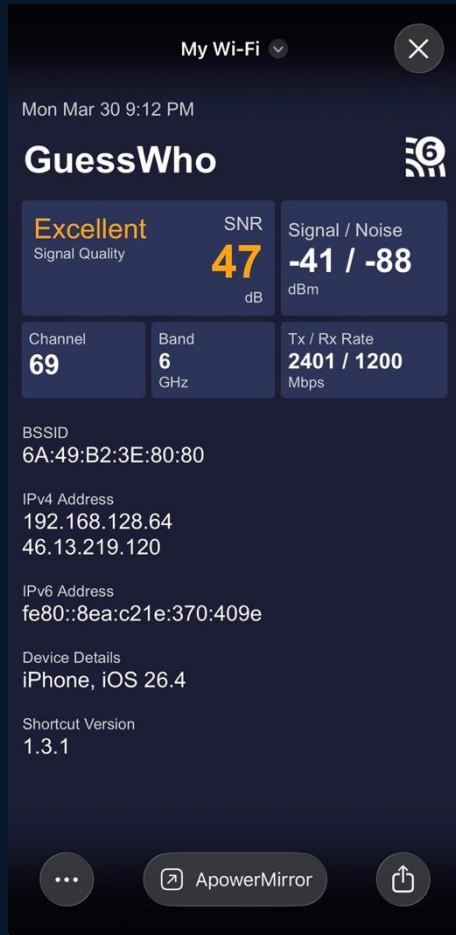 My Wi-Fi
Mon Mar 30 9:12 PM
GuessWho
6
Excellent
Signal Quality
SNR
47
dB
Signal / Noise
-41 / -88
dBm
Channel
69
Band
6
GHz
Tx / Rx Rate
2401 / 1200
Mbps
BSSID
6A:49:B2:3E:80:80
IPv4 Address
192.168.128.64
46.13.219.120
IPv6 Address
fe80::8ea:c21e:370:409e
Device Details
iPhone, iOS 26.4
Shortcut Version
1.3.1
ApowerMirror